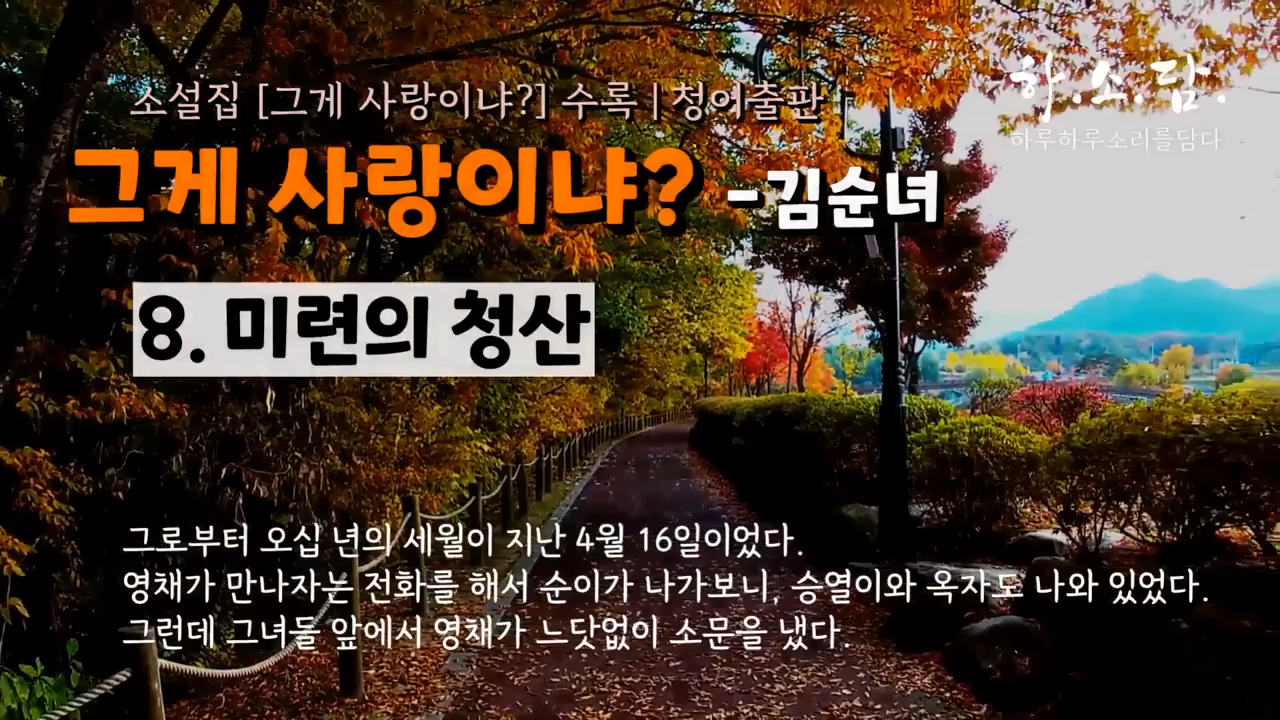 소설집 [그게 사랑이냐?] 수록 | 청어출판
하.소.담.
하루하루소리를담다
그게 사랑이냐? -김순녀
8. 미련의 청산
그로부터 오십 년의 세월이 지난 4월 16일이었다.
영채가 만나자는 전화를 해서 순이가 나가보니, 승열이와 옥자도 나와 있었다.
그런데 그녀들 앞에서 영채가 느닷없이 소문을 냈다.